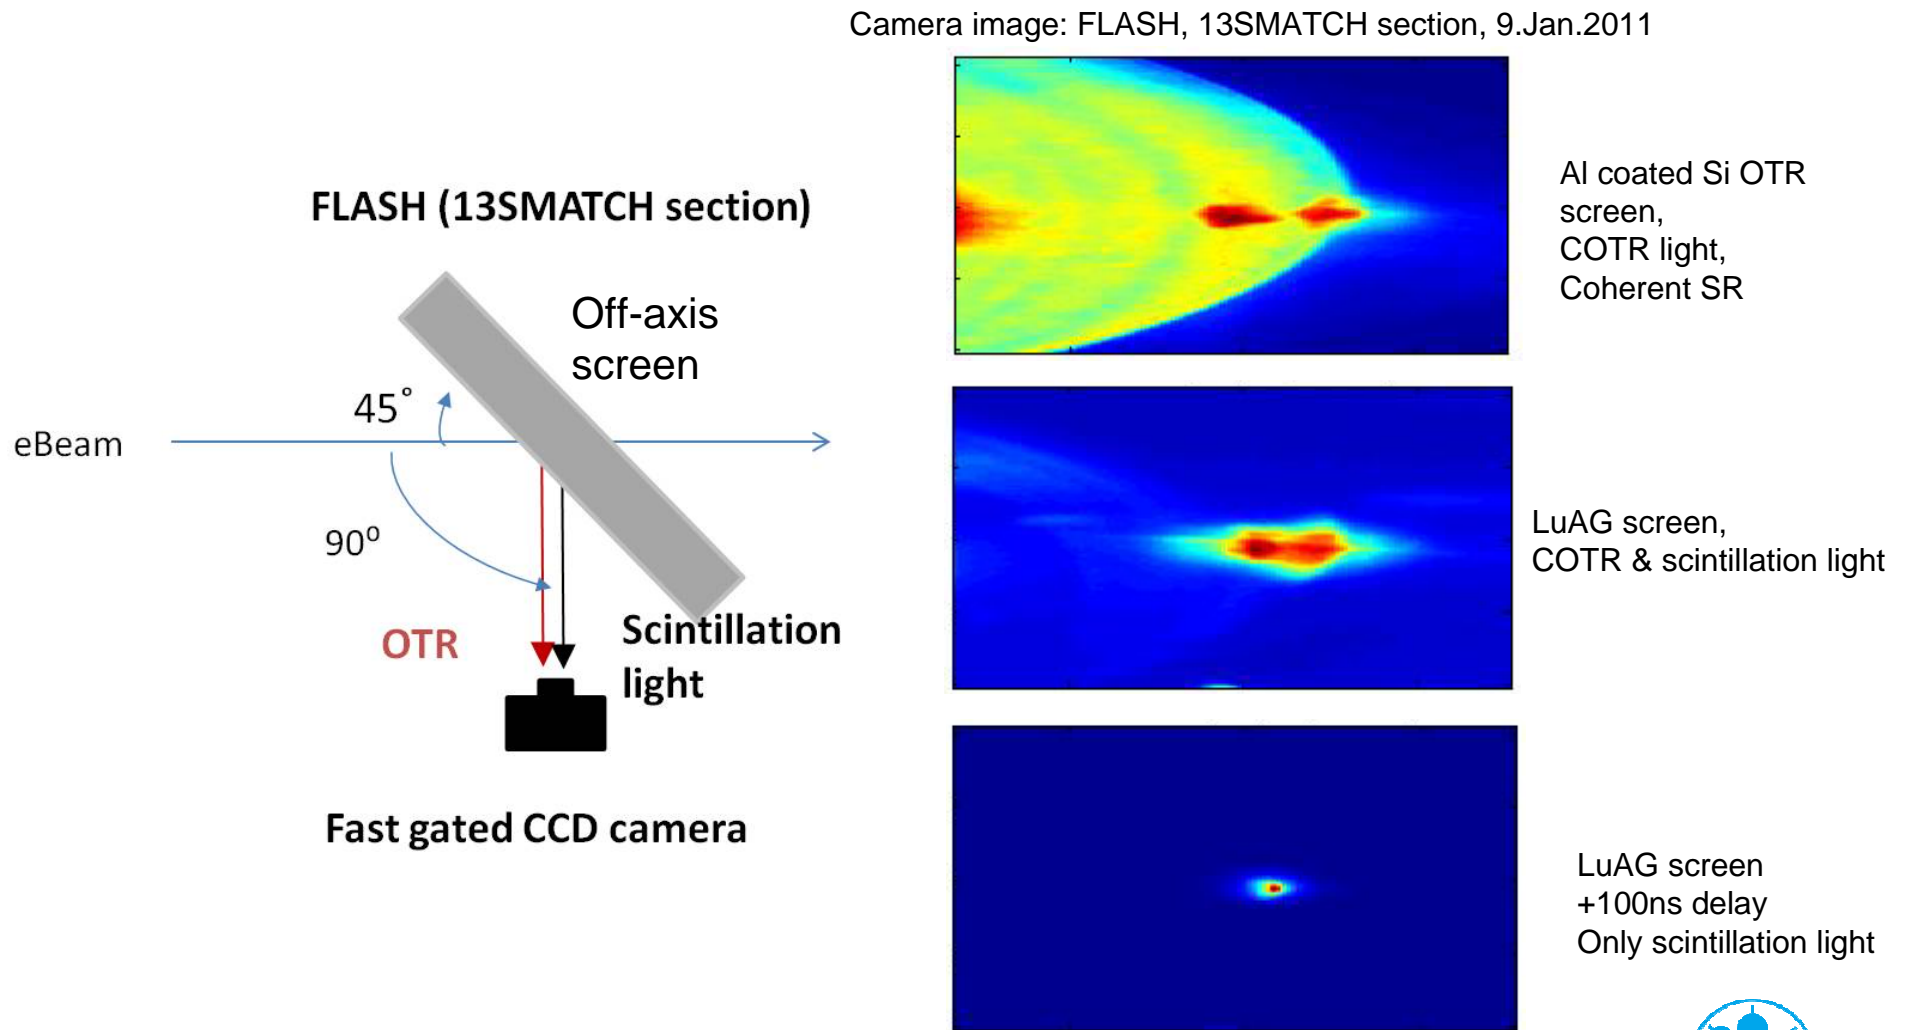 Camera image: FLASH, 13SMATCH section, 9.Jan.2011
FLASH (13SMATCH section)
Off-axis
screen
45°
eBeam
90⁰
OTR
Scintillation
light
Fast gated CCD camera
Al coated Si OTR
screen,
COTR light,
Coherent SR
LuAG screen,
COTR & scintillation light
LuAG screen
+100ns delay
Only scintillation light